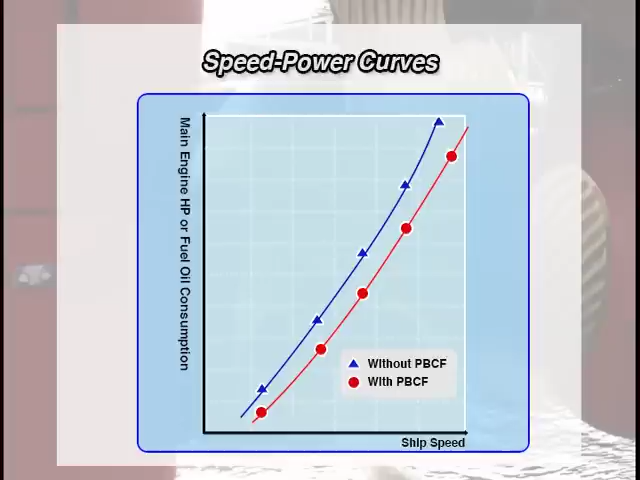 Speed-Power Curves
Main Engine HP or Fuel Oil Consumption
Without PBCF
With PBCF
Ship Speed